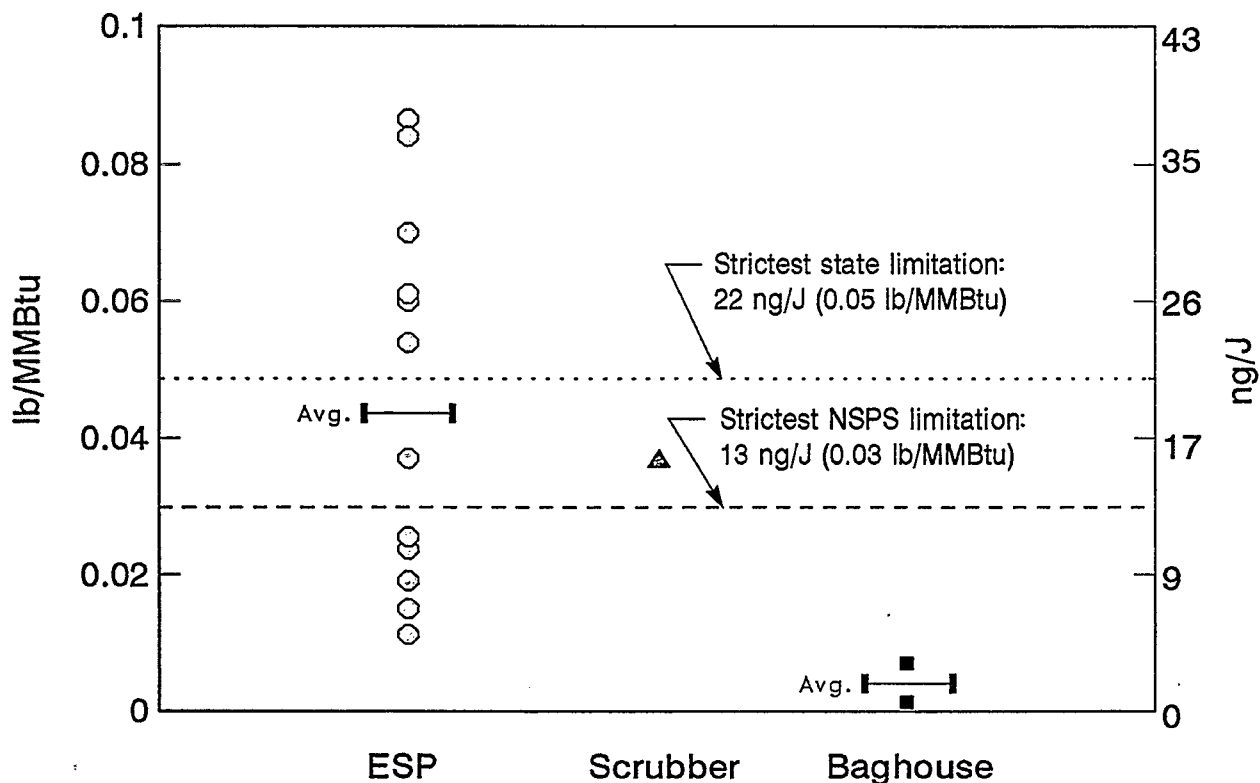 0.1
0.08
0.06
0.04
0.02
0
lb/MMBtu
43
35
26
17
9
0
ng/J
Strictest state limitation:
22 ng/J (0.05 lb/MMBtu)
Avg.
Strictest NSPS limitation:
13 ng/J (0.03 lb/MMBtu)
Avg.
ESP
Scrubber
Baghouse